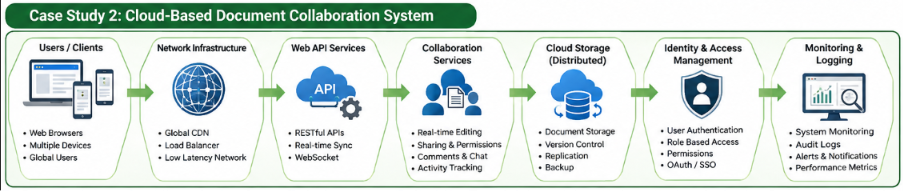 Case Study 2: Cloud-Based Document Collaboration System
Users / Clients
• Web Browsers
• Multiple Devices
• Global Users
Network Infrastructure
• Global CDN
• Load Balancer
• Low Latency Network
Web API Services
API
• RESTful APIs
• Real-time Sync
• WebSocket
Collaboration
Services
• Real-time Editing
• Sharing & Permissions
• Comments & Chat
• Activity Tracking
Cloud Storage
(Distributed)
• Document Storage
• Version Control
• Replication
• Backup
Identity & Access
Management
• User Authentication
• Role Based Access
• Permissions
• OAuth / SSO
Monitoring &
Logging
• System Monitoring
• Audit Logs
• Alerts & Notifications
• Performance Metrics